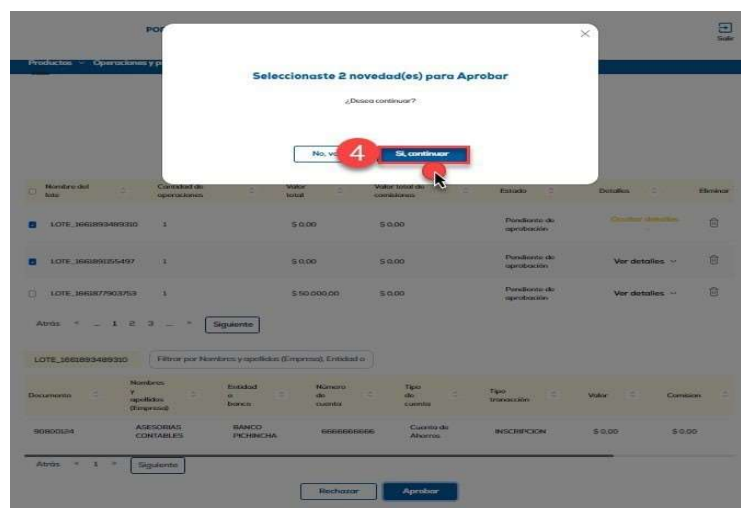 POR
Salir
Productos Operaciones y p
Seleccionaste 2 novedad(es) para Aprobar
¿Desea continuar?
No, v
4
Si, continuar
Nombre del lote
Cantidad de operaciones
Valor total
Valor total de comisiones
Estado
Detalles
Eliminar
LOTE_1661893489310 1 $ 0,00 $ 0,00 Pendiente de aprobación Ocultar detalles
LOTE_1661891355497 1 $ 0,00 $ 0,00 Pendiente de aprobación Ver detalles
LOTE_1661877903753 1 $ 50.000,00 $ 0,00 Pendiente de aprobación Ver detalles
Atrás « ... 1 2 3 ... » Siguiente
LOTE_1661893489310 Filtrar por Nombres y apellidos (Empresa), Entidad o
Documento
Nombres y apellidos (Empresa)
Entidad o banco
Número de cuenta
Tipo de cuenta
Tipo transacción
Valor
Comision
90800124 ASESORIAS CONTABLES BANCO PICHINCHA 6666666666 Cuenta de Ahorros INSCRIPCION $ 0,00 $ 0,00
Atrás « 1 » Siguiente
Rechazar Aprobar